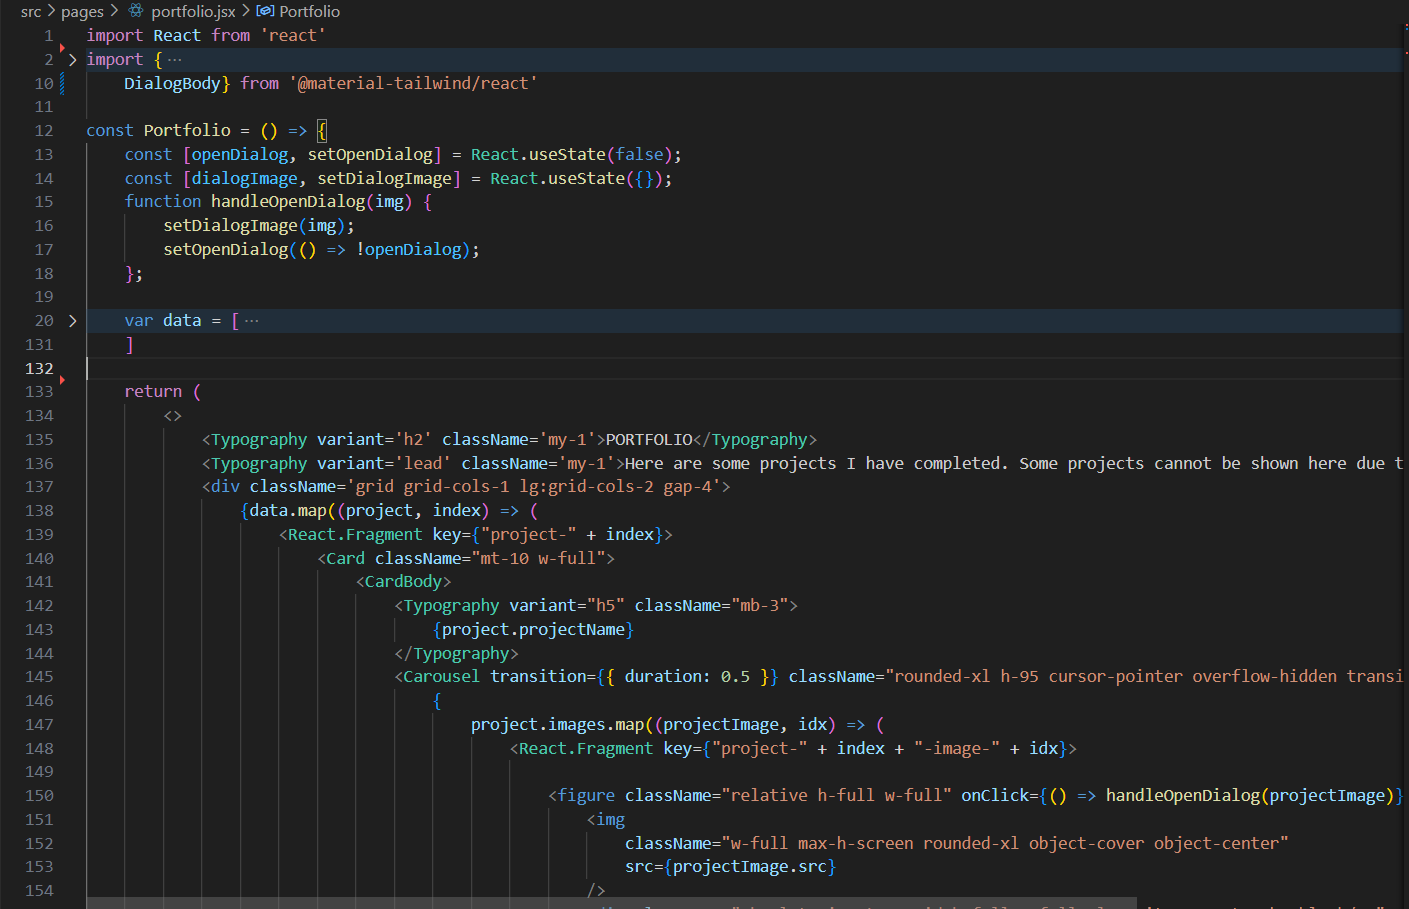 src > pages > portfolio.jsx > Portfolio
1 import React from 'react'
2 import { ···
10     DialogBody} from '@material-tailwind/react'
11
12 const Portfolio = () => {
13     const [openDialog, setOpenDialog] = React.useState(false);
14     const [dialogImage, setDialogImage] = React.useState({});
15     function handleOpenDialog(img) {
16         setDialogImage(img);
17         setOpenDialog(() => !openDialog);
18     };
19
20     var data = [ ···
131     ]
132
133     return (
134         <>
135             <Typography variant='h2' className='my-1'>PORTFOLIO</Typography>
136             <Typography variant='lead' className='my-1'>Here are some projects I have completed. Some projects cannot be shown here due t
137             <div className='grid grid-cols-1 lg:grid-cols-2 gap-4'>
138                 {data.map((project, index) => (
139                     <React.Fragment key={"project-" + index}>
140                         <Card className="mt-10 w-full">
141                             <CardBody>
142                                 <Typography variant="h5" className="mb-3">
143                                     {project.projectName}
144                                 </Typography>
145                                 <Carousel transition={{ duration: 0.5 }} className="rounded-xl h-95 cursor-pointer overflow-hidden transi
146                                     {
147                                         project.images.map((projectImage, idx) => (
148                                             <React.Fragment key={"project-" + index + "-image-" + idx}>
149
150                                                 <figure className="relative h-full w-full" onClick={() => handleOpenDialog(projectImage)}
151                                                     <img
152                                                         className="w-full max-h-screen rounded-xl object-cover object-center"
153                                                         src={projectImage.src}
154                                                     />